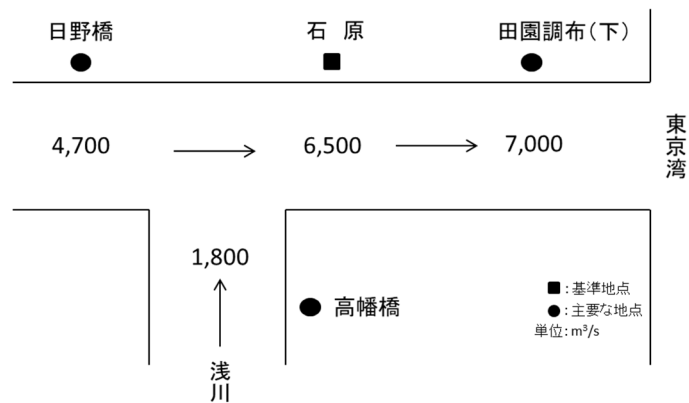 日野橋
石 原
田園調布(下)
4,700
6,500
7,000
東京湾
1,800
高幡橋
浅川
■:基準地点
●:主要な地点
単位:m³/s